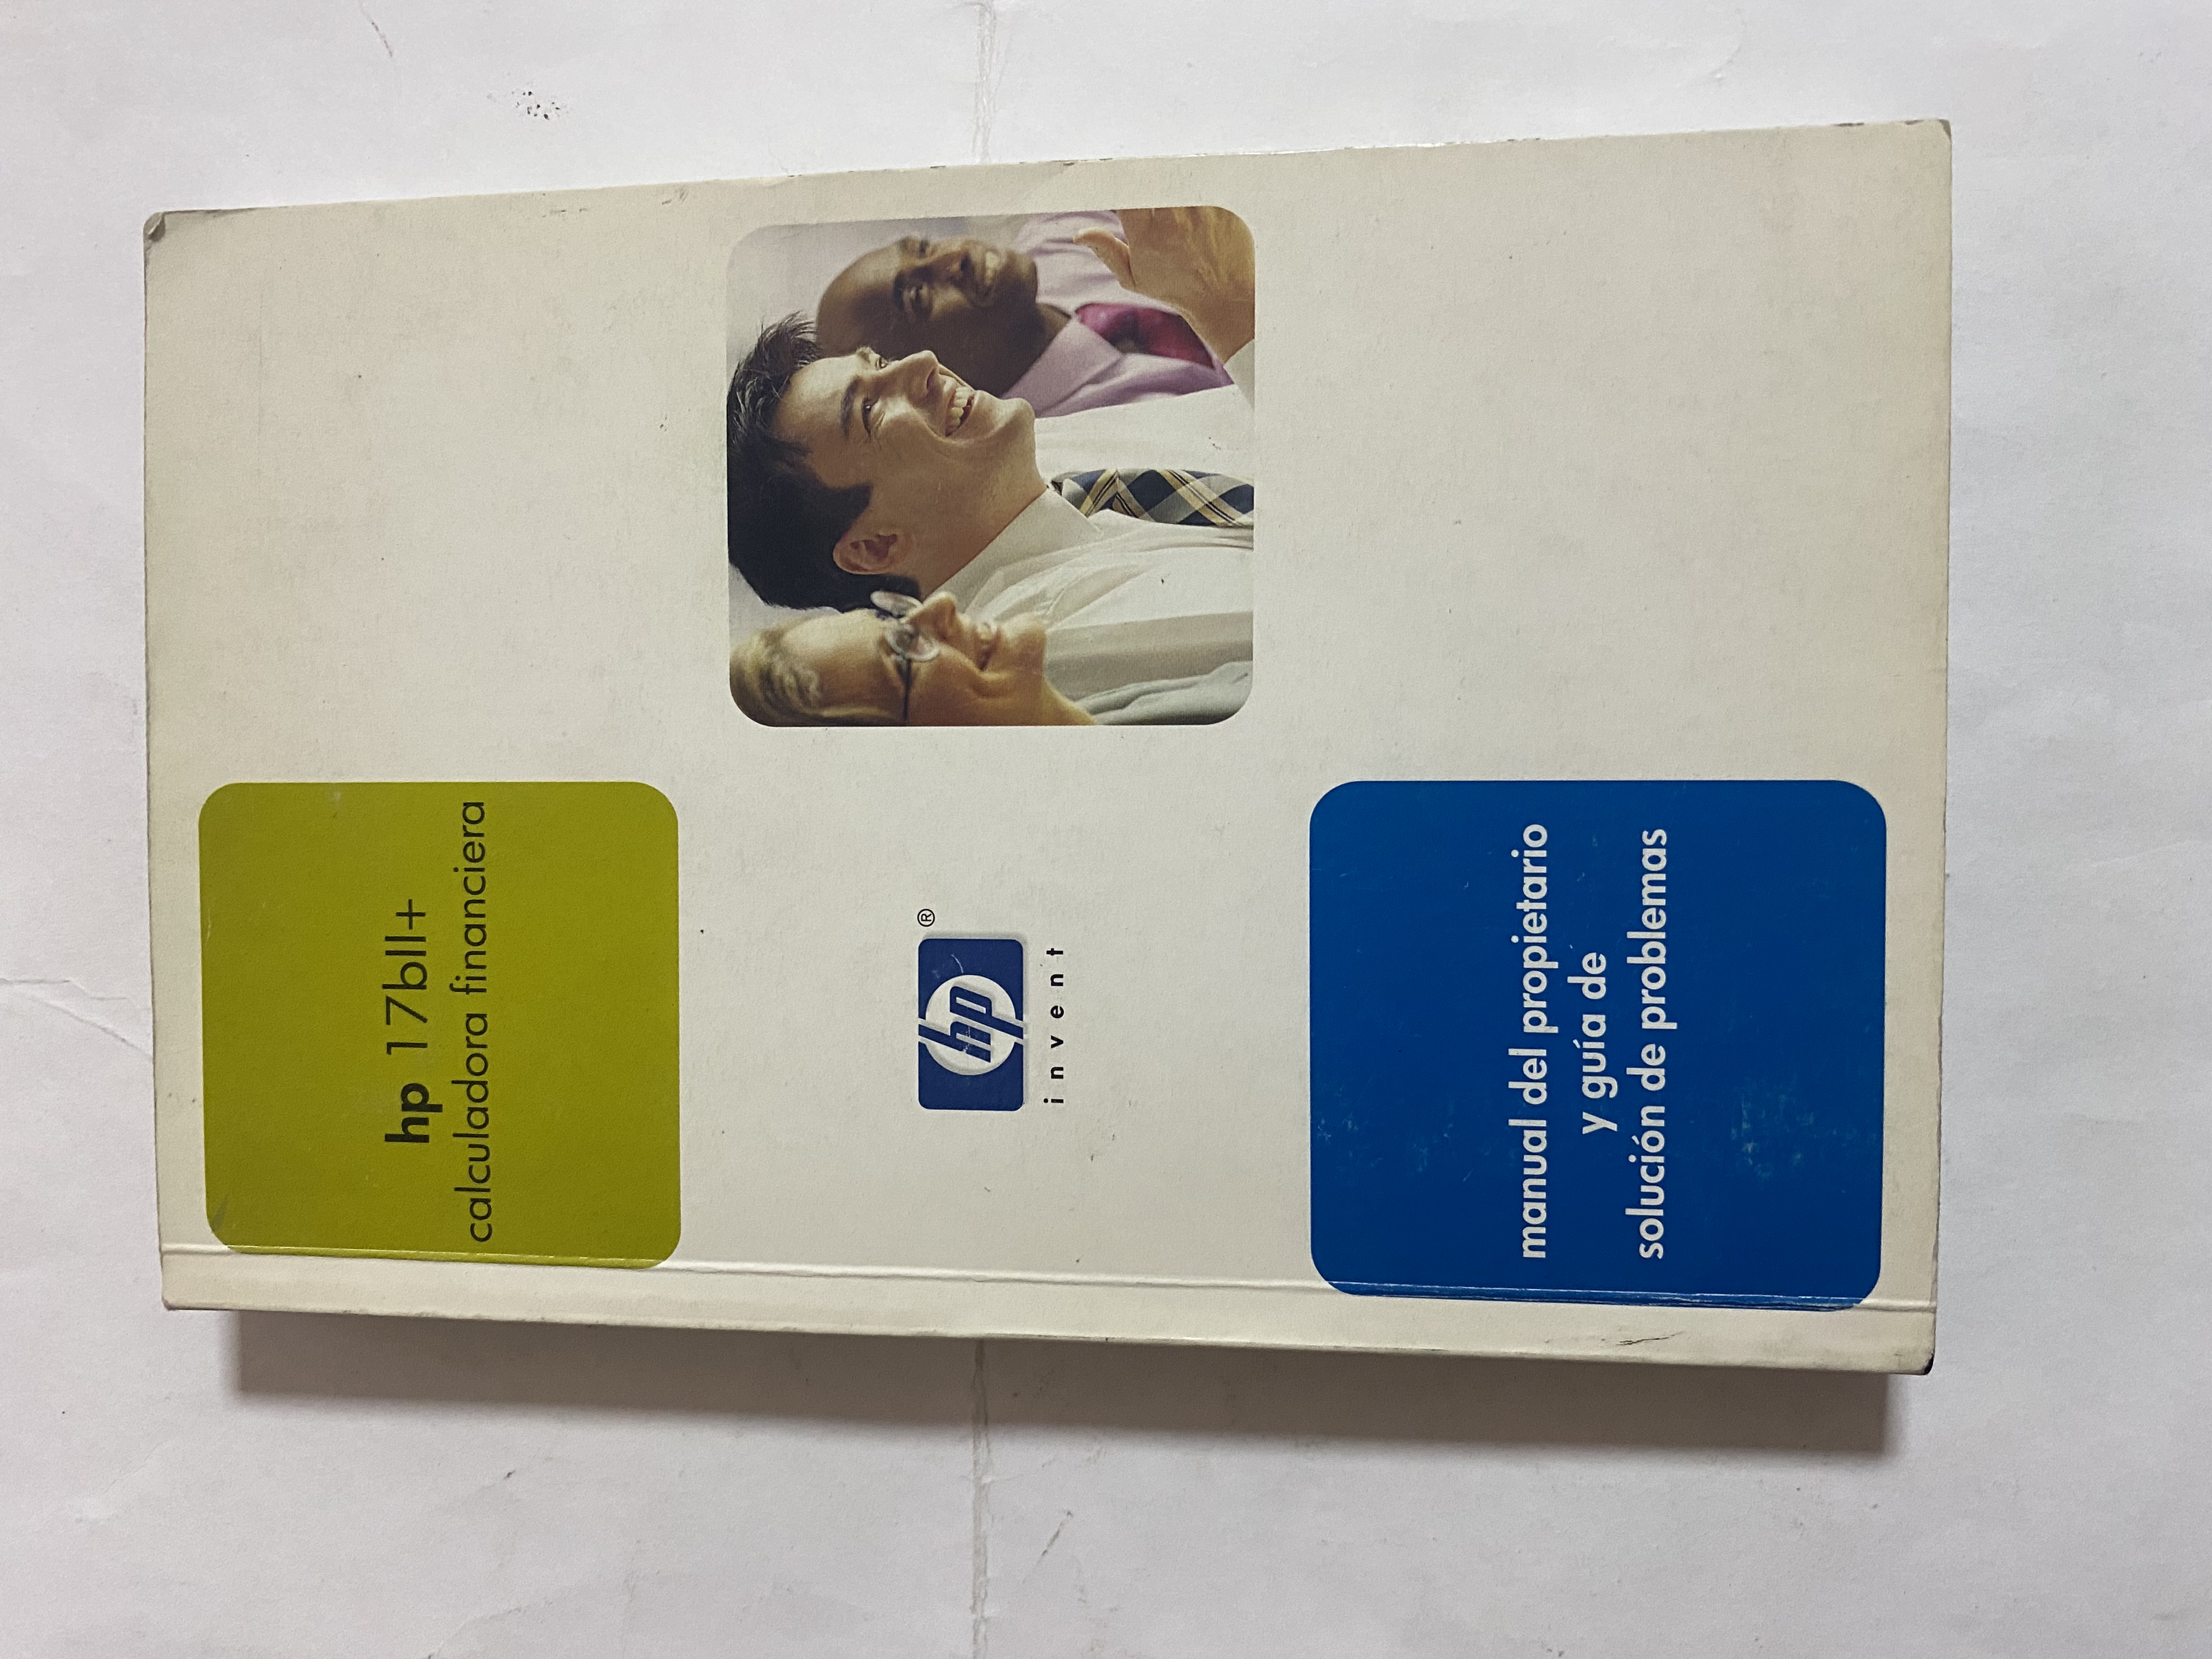 hp 17bII+
calculadora financiera
hp ®
invent
manual del propietario
y guía de
solución de problemas